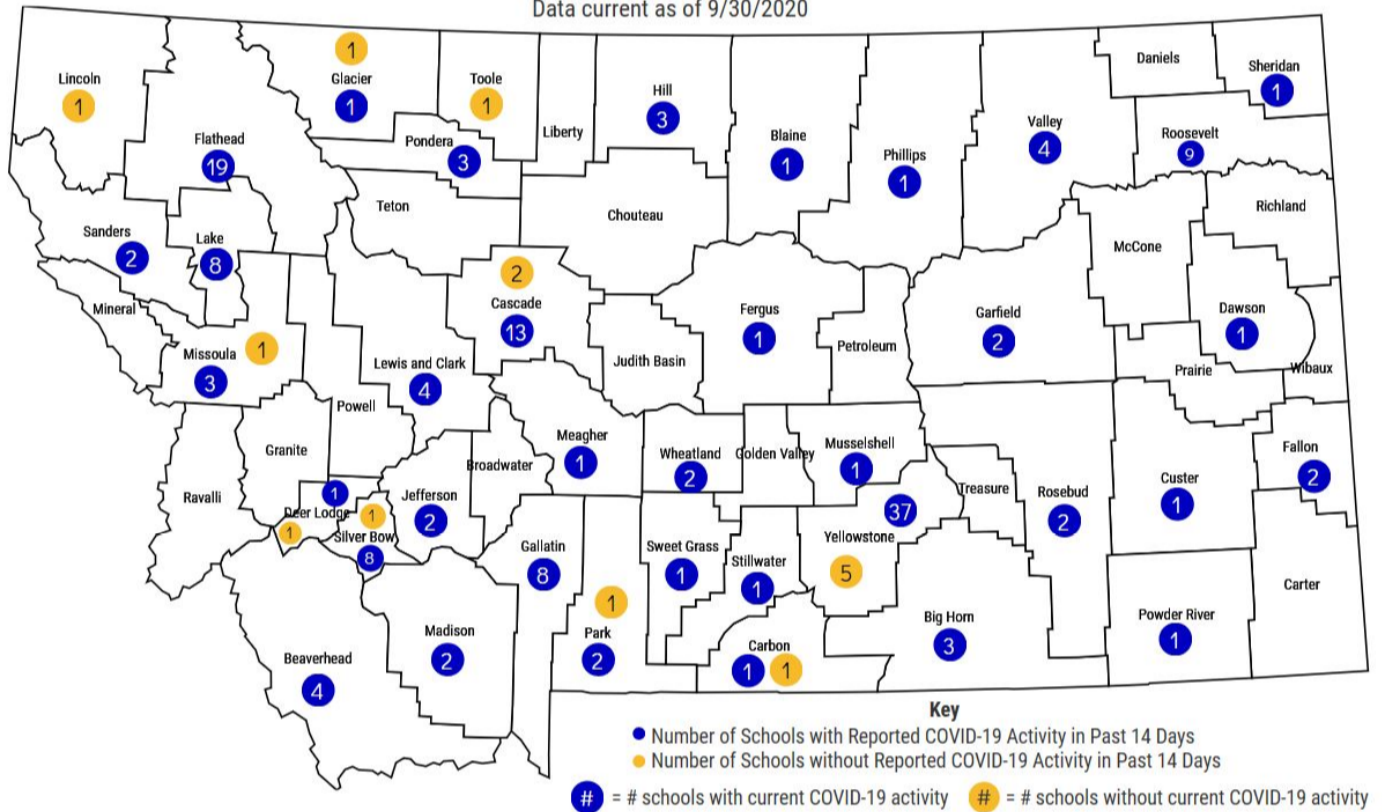 Data current as of 9/30/2020
Lincoln
1
Flathead
19
1
Glacier
1
Toole
1
Pondera
3
Liberty
Hill
3
Blaine
1
Phillips
1
Valley
4
Daniels
Sheridan
1
Roosevelt
9
Richland
Sanders
2
Lake
8
Teton
Chouteau
McCone
Mineral
Missoula
1
3
2
Cascade
13
Lewis and Clark
4
Judith Basin
Fergus
1
Petroleum
Garfield
2
Dawson
1
Prairie
Wibaux
Powell
Granite
Ravalli
1
Deer Lodge
1
1
Silver Bow
8
Jefferson
2
Broadwater
Meagher
1
Wheatland
2
Golden Valley
Musselshell
1
Treasure
Rosebud
2
Custer
1
Fallon
2
37
Yellowstone
5
Gallatin
8
Sweet Grass
1
Stillwater
1
1
Park
2
Carbon
1
1
Big Horn
3
Powder River
1
Carter
Madison
2
Beaverhead
4
Key
Number of Schools with Reported COVID-19 Activity in Past 14 Days
Number of Schools without Reported COVID-19 Activity in Past 14 Days
# = # schools with current COVID-19 activity # = # schools without current COVID-19 activity